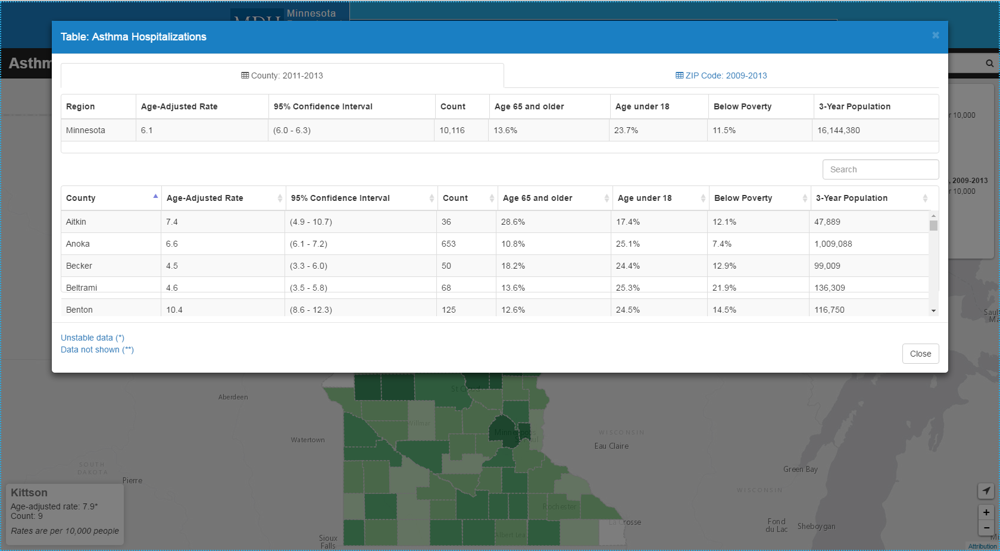 Minnesota
MDH
Table: Asthma Hospitalizations
×
Asthm
County: 2011-2013
ZIP Code: 2009-2013
Region Age-Adjusted Rate 95% Confidence Interval Count Age 65 and older Age under 18 Below Poverty 3-Year Population
Minnesota 6.1 (6.0 - 6.3) 10,116 13.6% 23.7% 11.5% 16,144,380
r 10,000
Search
, 2009-2013
r 10,000
County Age-Adjusted Rate 95% Confidence Interval Count Age 65 and older Age under 18 Below Poverty 3-Year Population
Aitkin 7.4 (4.9 - 10.7) 36 28.6% 17.4% 12.1% 47,889
Anoka 6.6 (6.1 - 7.2) 653 10.8% 25.1% 7.4% 1,009,088
Becker 4.5 (3.3 - 6.0) 50 18.2% 24.4% 12.9% 99,009
Beltrami 4.6 (3.5 - 5.8) 68 13.6% 25.3% 21.9% 136,309
Benton 10.4 (8.6 - 12.3) 125 12.6% 24.5% 14.5% 116,750
Unstable data (*)
Data not shown (**)
Close
Sault
Ma
St Cloud
Aberdeen
Willmar
Minneapolis
Watertown
WISCONSIN
Eau Claire
SOUTH
DAKOTA
Pierre
Green Bay
WISCONSIN
Kittson
Age-adjusted rate: 7.9*
Count: 9
Rates are per 10,000 people
Rochester
La Crosse
Albert Lea
Fond
du Lac
Sheboygan
Sioux
Falls
+
−
Mi
Attribution